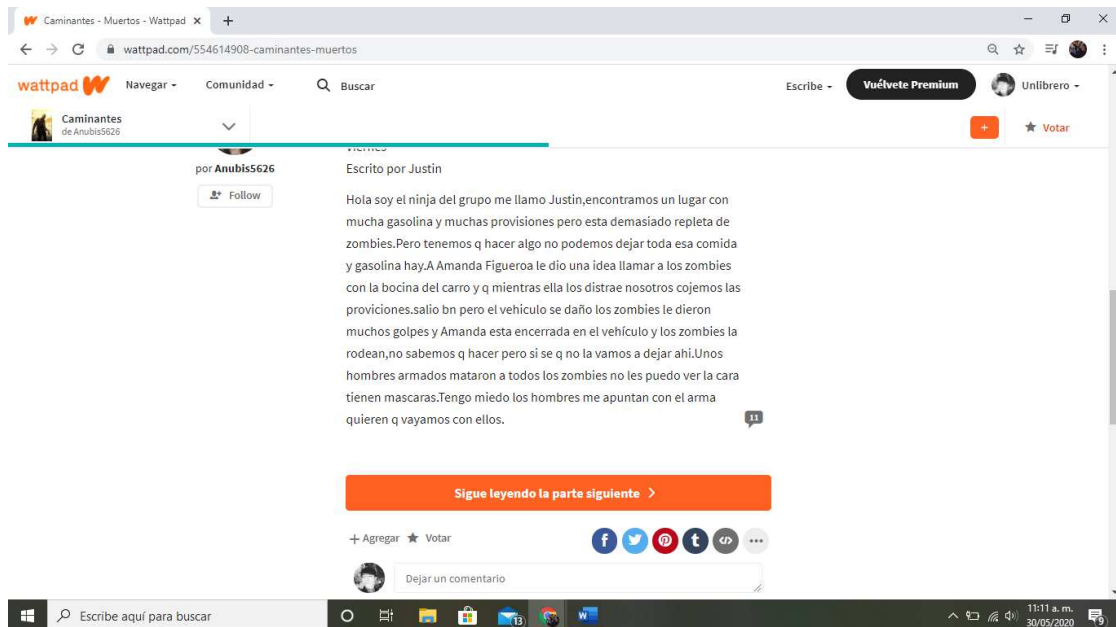 Caminantes - Muertos - Wattpad
wattpad.com/554614908-caminantes-muertos
wattpad Navegar Comunidad Buscar Escribe Vuélvete Premium Unlibrero
Caminantes
de Anubis5626
+ Votar
Viernes
por Anubis5626 Escrito por Justin
Follow
Hola soy el ninja del grupo me llamo Justin,encontramos un lugar con
mucha gasolina y muchas provisiones pero esta demasiado repleta de
zombies.Pero tenemos q hacer algo no podemos dejar toda esa comida
y gasolina hay.A Amanda Figueroa le dio una idea llamar a los zombies
con la bocina del carro y q mientras ella los distrae nosotros cojemos las
proviciones.salio bn pero el vehiculo se daño los zombies le dieron
muchos golpes y Amanda esta encerrada en el vehículo y los zombies la
rodean,no sabemos q hacer pero si se q no la vamos a dejar ahi.Unos
hombres armados mataron a todos los zombies no les puedo ver la cara
tienen mascaras.Tengo miedo los hombres me apuntan con el arma
quieren q vayamos con ellos.
11
Sigue leyendo la parte siguiente
+ Agregar Votar
Dejar un comentario
Escribe aquí para buscar
13
11:11 a. m.
30/05/2020
9